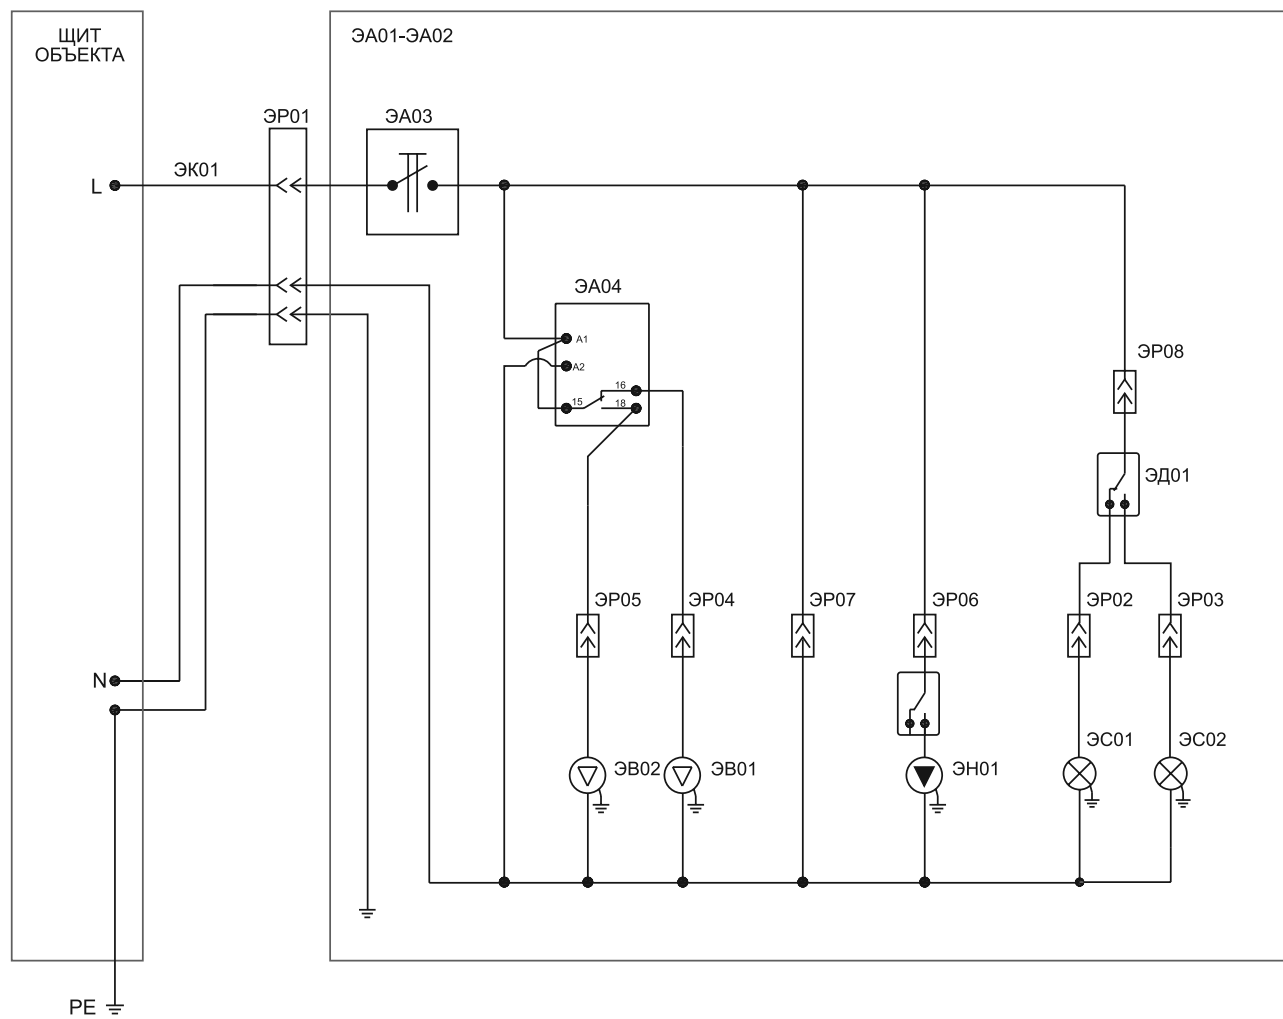 ЩИТ
ОБЪЕКТА
ЭА01-ЭА02
ЭР01
ЭА03
ЭК01
L
ЭА04
A1
A2
16
15
18
ЭР08
ЭД01
ЭР05
ЭР04
ЭР07
ЭР06
ЭР02
ЭР03
N
ЭС01
ЭС02
ЭВ02
ЭВ01
ЭН01
PE